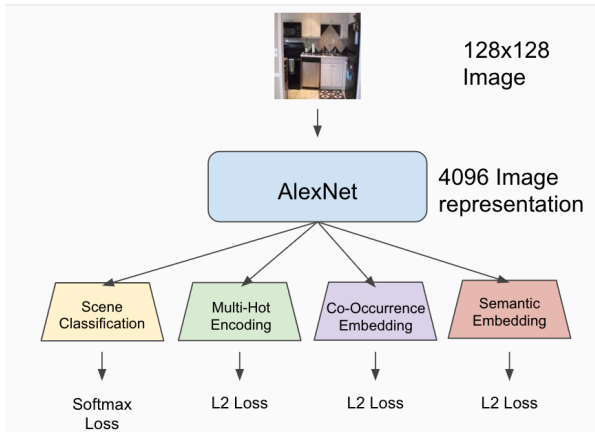 128x128
Image
AlexNet
4096 Image
representation
Scene
Classification
Multi-Hot
Encoding
Co-Occurrence
Embedding
Semantic
Embedding
Softmax
Loss
L2 Loss
L2 Loss
L2 Loss